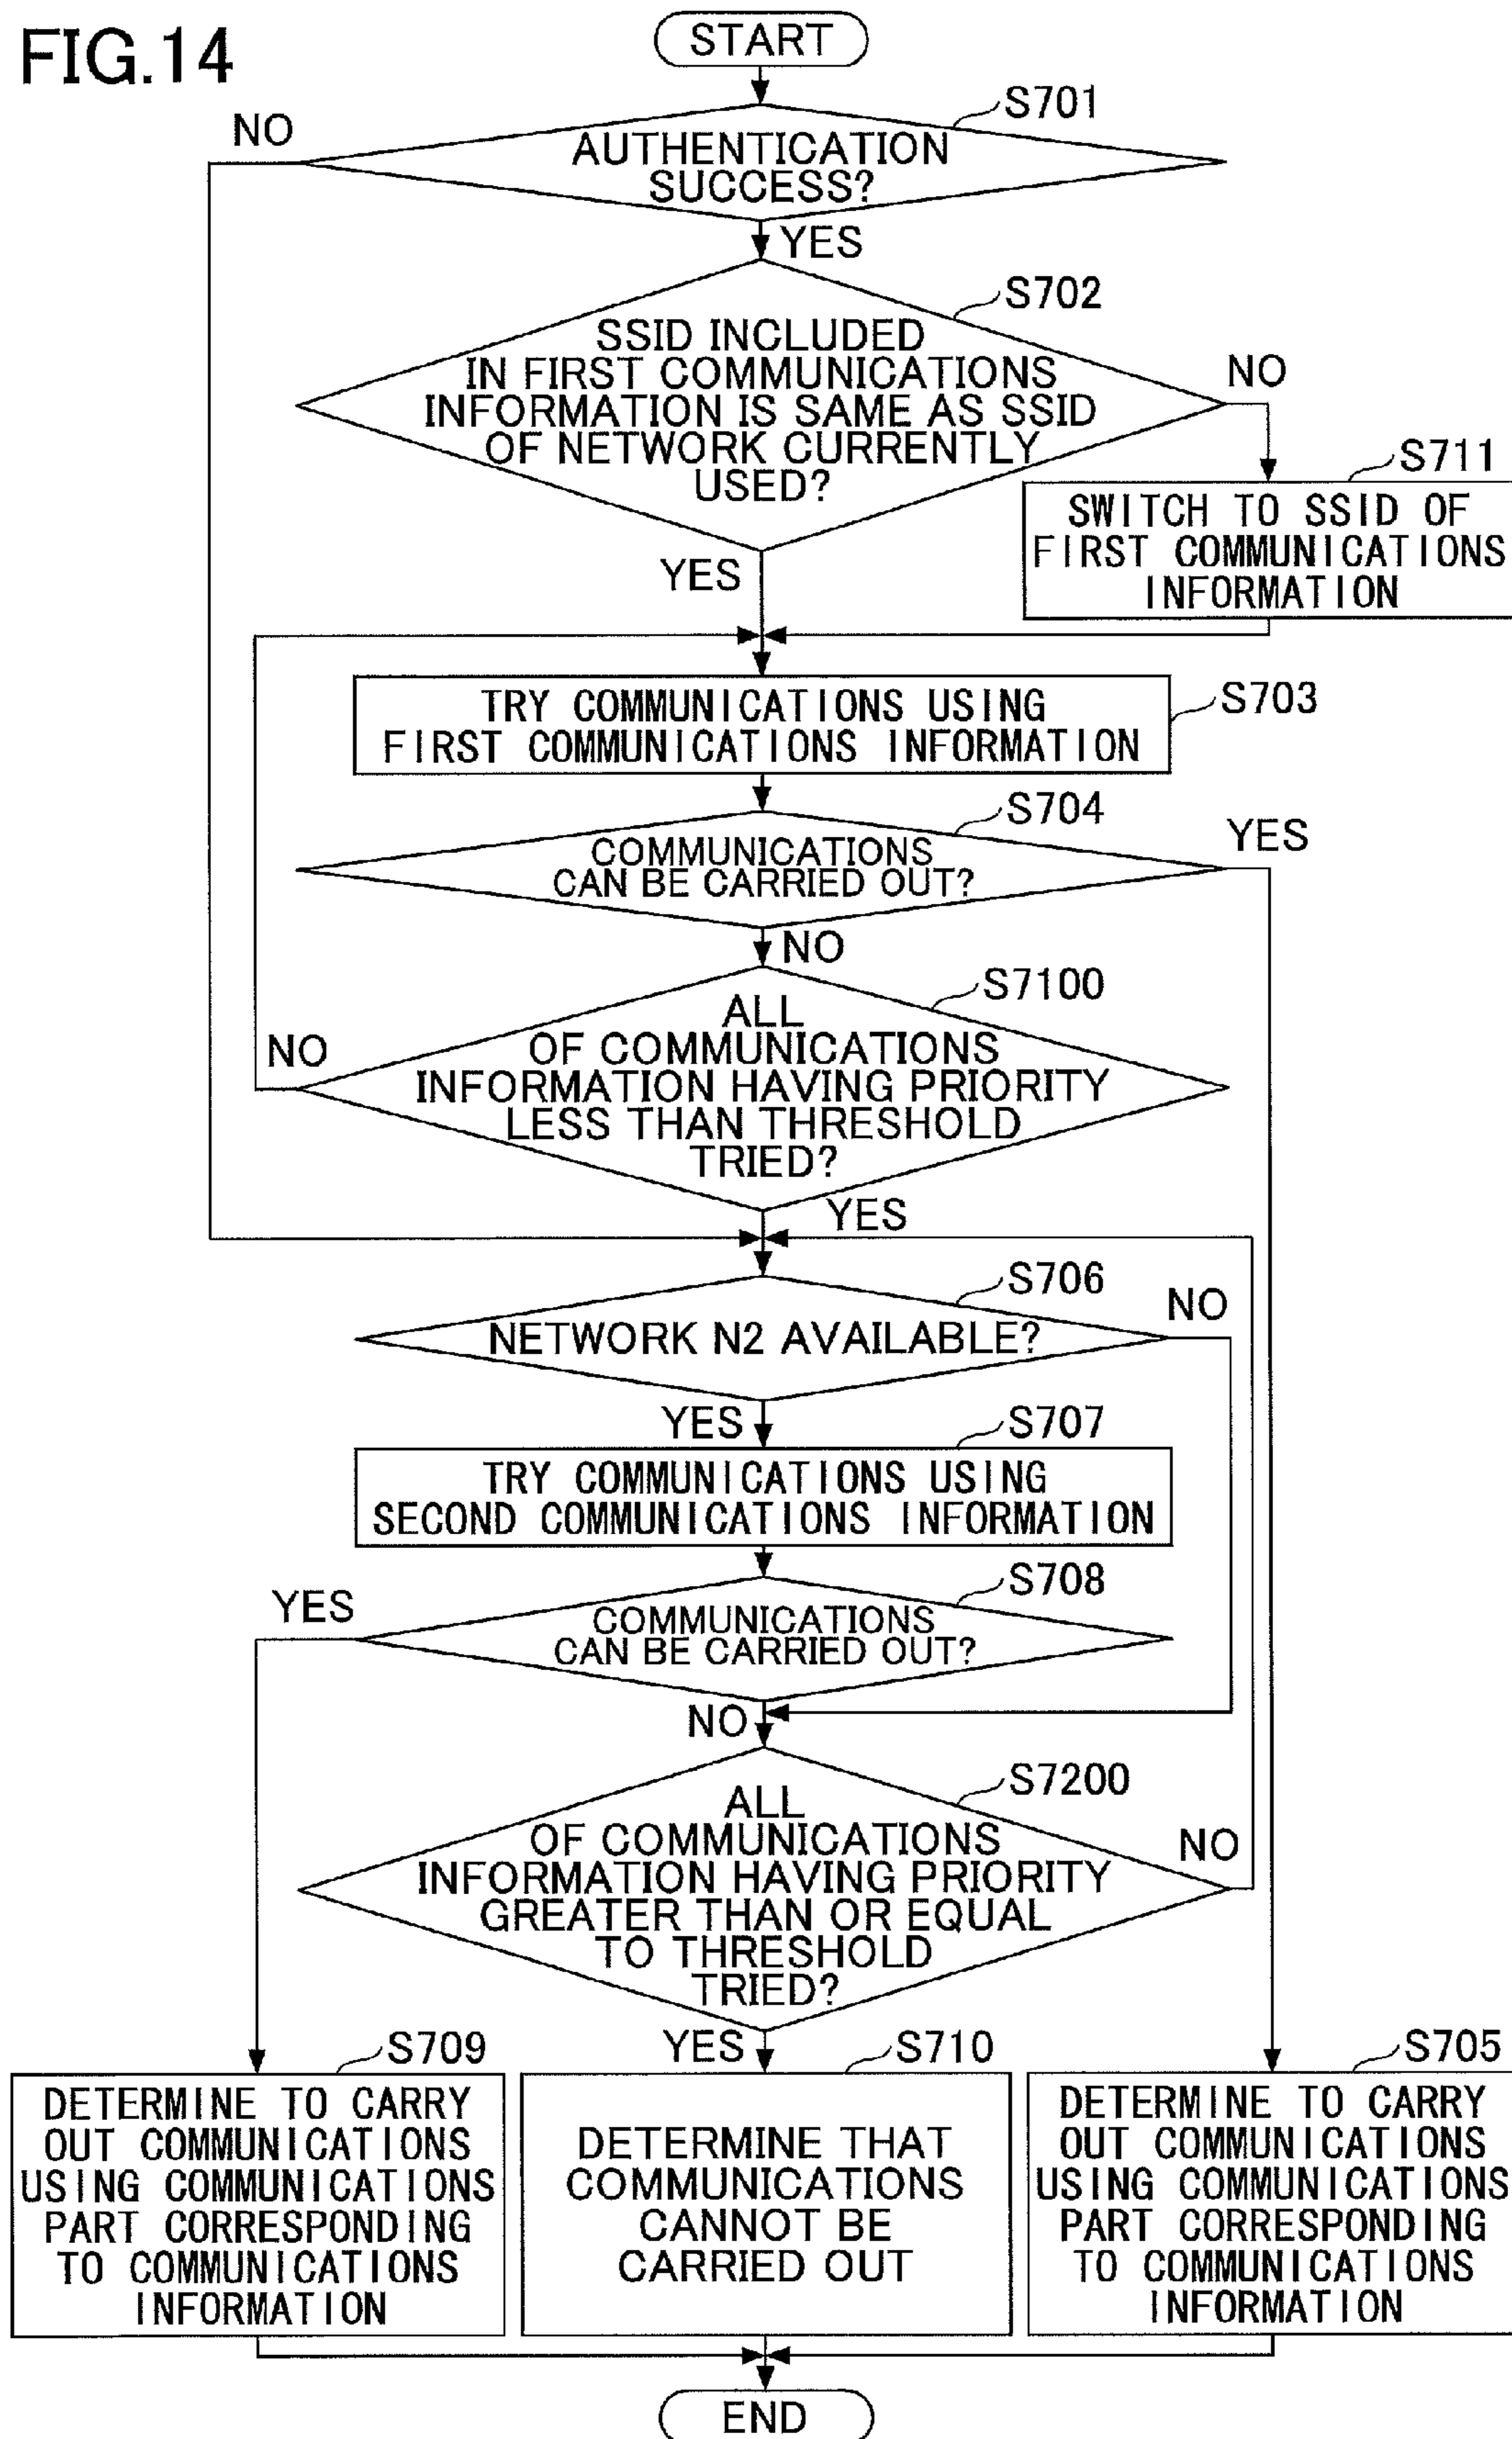 FIG.14
START
S701
NO
AUTHENTICATION
SUCCESS?
YES
S702
SSID INCLUDED
IN FIRST COMMUNICATIONS
INFORMATION IS SAME AS SSID
OF NETWORK CURRENTLY
USED?
NO
S711
SWITCH TO SSID OF
FIRST COMMUNICATIONS
INFORMATION
YES
TRY COMMUNICATIONS USING
FIRST COMMUNICATIONS INFORMATION
S703
S704
COMMUNICATIONS
CAN BE CARRIED OUT?
YES
NO
S7100
ALL
OF COMMUNICATIONS
INFORMATION HAVING PRIORITY
LESS THAN THRESHOLD
TRIED?
NO
YES
S706
NETWORK N2 AVAILABLE?
NO
YES
S707
TRY COMMUNICATIONS USING
SECOND COMMUNICATIONS INFORMATION
S708
YES
COMMUNICATIONS
CAN BE CARRIED OUT?
NO
S7200
ALL
OF COMMUNICATIONS
INFORMATION HAVING PRIORITY
GREATER THAN OR EQUAL
TO THRESHOLD
TRIED?
NO
YES
S709
DETERMINE TO CARRY
OUT COMMUNICATIONS
USING COMMUNICATIONS
PART CORRESPONDING
TO COMMUNICATIONS
INFORMATION
S710
DETERMINE THAT
COMMUNICATIONS
CANNOT BE
CARRIED OUT
S705
DETERMINE TO CARRY
OUT COMMUNICATIONS
USING COMMUNICATIONS
PART CORRESPONDING
TO COMMUNICATIONS
INFORMATION
END